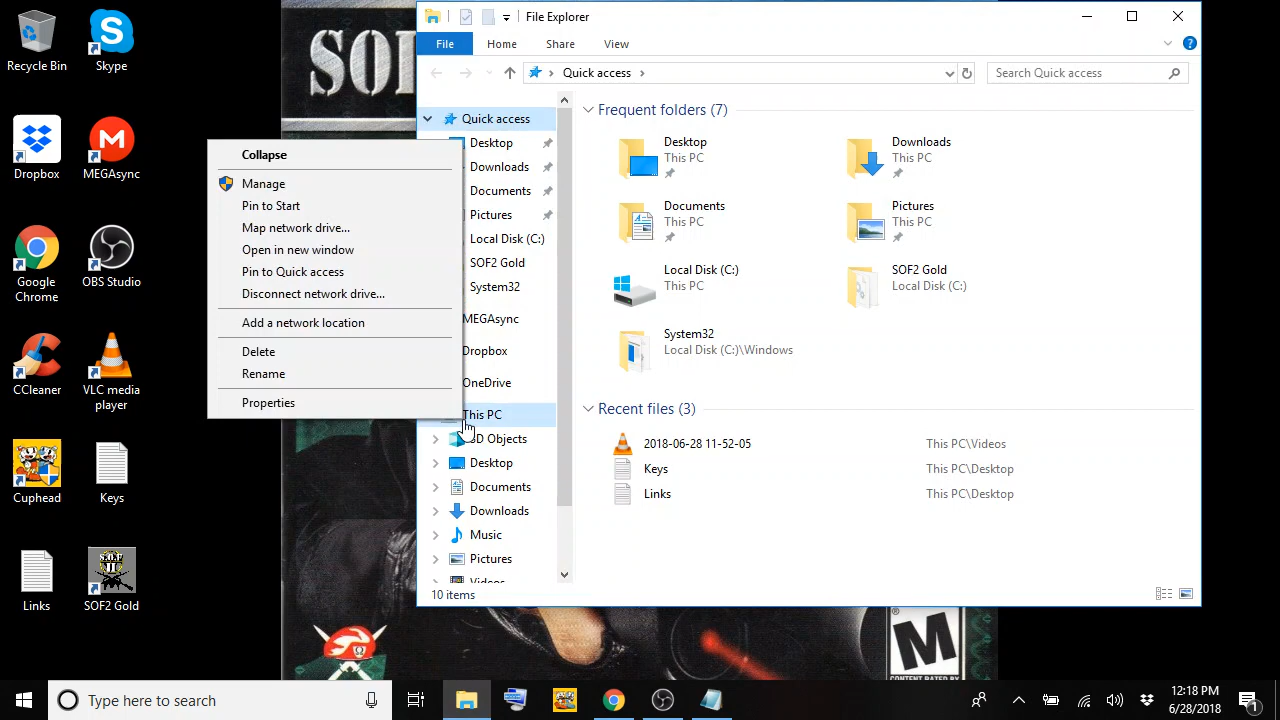 Recycle Bin
Skype
Dropbox
MEGAsync
Google
Chrome
OBS Studio
CCleaner
VLC media
player
Cuphead
Keys
Links
SOF2 Gold
File Explorer
File
Home
Share
View
Quick access
Search Quick access
Quick access
Desktop
Downloads
Documents
Pictures
Local Disk (C:)
SOF2 Gold
System32
MEGAsync
Dropbox
OneDrive
This PC
3D Objects
Desktop
Documents
Downloads
Music
Pictures
Videos
10 items
Collapse
Manage
Pin to Start
Map network drive...
Open in new window
Pin to Quick access
Disconnect network drive...
Add a network location
Delete
Rename
Properties
Frequent folders (7)
Desktop
This PC
Downloads
This PC
Documents
This PC
Pictures
This PC
Local Disk (C:)
This PC
SOF2 Gold
Local Disk (C:)
System32
Local Disk (C:)\Windows
Recent files (3)
2018-06-28 11-52-05
This PC\Videos
Keys
This PC\Desktop
Links
This PC\Desktop
M
CONTENT RATED BY
Type here to search
12:18 PM
6/28/2018
1